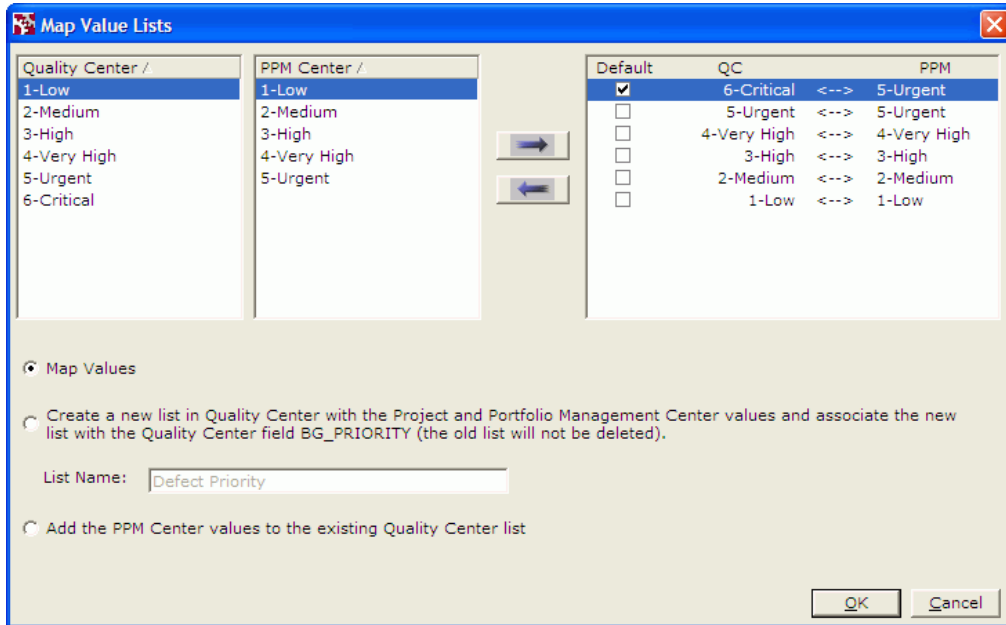 Map Value Lists
Quality Center /
1-Low
2-Medium
3-High
4-Very High
5-Urgent
6-Critical
PPM Center /
1-Low
2-Medium
3-High
4-Very High
5-Urgent
Default QC PPM
6-Critical <--> 5-Urgent
5-Urgent <--> 5-Urgent
4-Very High <--> 4-Very High
3-High <--> 3-High
2-Medium <--> 2-Medium
1-Low <--> 1-Low
Map Values
Create a new list in Quality Center with the Project and Portfolio Management Center values and associate the new
list with the Quality Center field BG_PRIORITY (the old list will not be deleted).
List Name: Defect Priority
Add the PPM Center values to the existing Quality Center list
OK Cancel